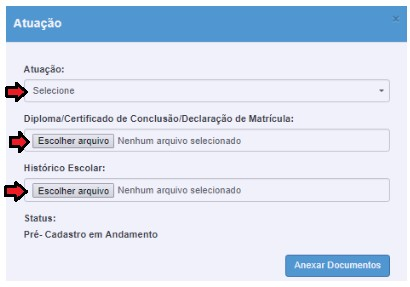 Atuação
×
Atuação:
Selecione
Diploma/Certificado de Conclusão/Declaração de Matrícula:
Escolher arquivo Nenhum arquivo selecionado
Histórico Escolar:
Escolher arquivo Nenhum arquivo selecionado
Status:
Pré- Cadastro em Andamento
Anexar Documentos